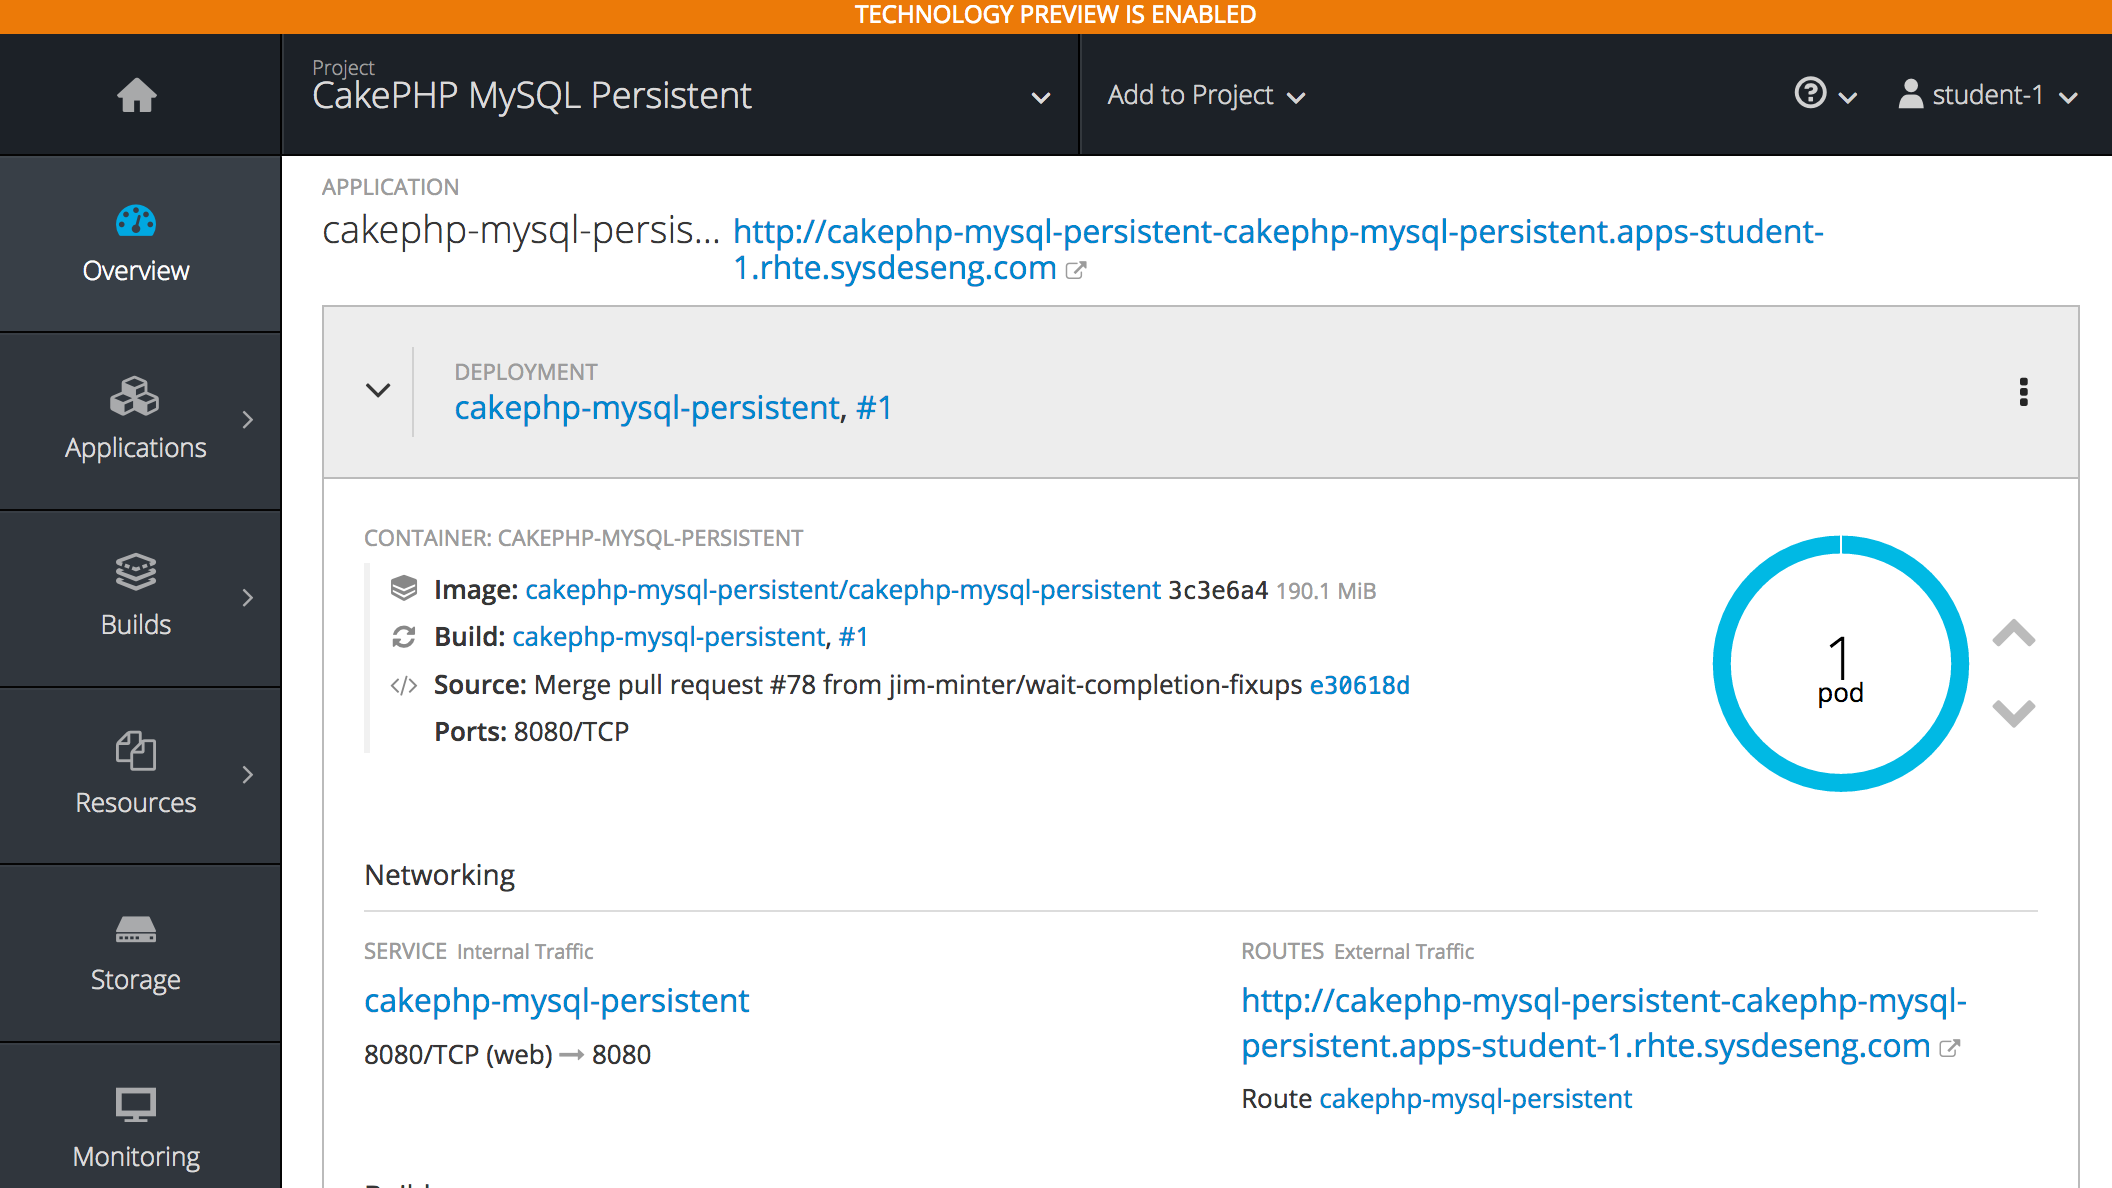 TECHNOLOGY PREVIEW IS ENABLED
Project
CakePHP MySQL Persistent
Add to Project
student-1
Overview
Applications
Builds
Resources
Storage
Monitoring
APPLICATION
cakephp-mysql-persis... http://cakephp-mysql-persistent-cakephp-mysql-persistent.apps-student-
1.rhte.sysdeseng.com
DEPLOYMENT
cakephp-mysql-persistent, #1
CONTAINER: CAKEPHP-MYSQL-PERSISTENT
Image: cakephp-mysql-persistent/cakephp-mysql-persistent 3c3e6a4 190.1 MiB
Build: cakephp-mysql-persistent, #1
Source: Merge pull request #78 from jim-minter/wait-completion-fixups e30618d
Ports: 8080/TCP
1
pod
Networking
SERVICE Internal Traffic
cakephp-mysql-persistent
8080/TCP (web) → 8080
ROUTES External Traffic
http://cakephp-mysql-persistent-cakephp-mysql-
persistent.apps-student-1.rhte.sysdeseng.com
Route cakephp-mysql-persistent